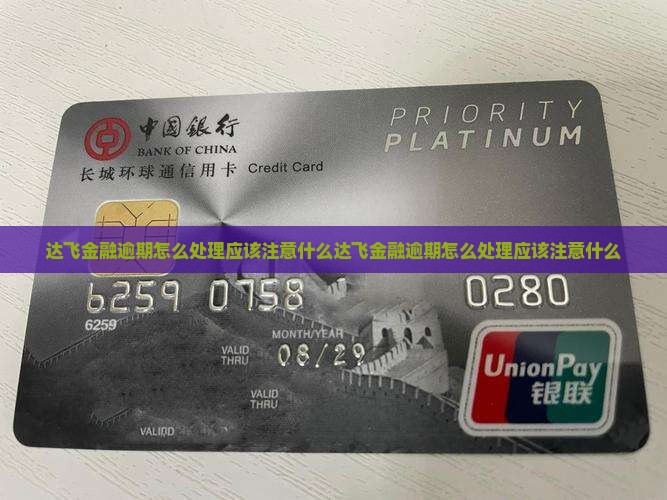 中国银行
BANK OF CHINA
长城环球通信用卡 Credit Card
PRIORITY
PLATINUM
达飞金融逾期怎么处理应该注意什么达飞金融逾期怎么处理应该注意什么
6259 0758 0280
6259
MONTH/YEAR
VALID THRU
08/29
VALID THRU
VALID
UnionPay
银联